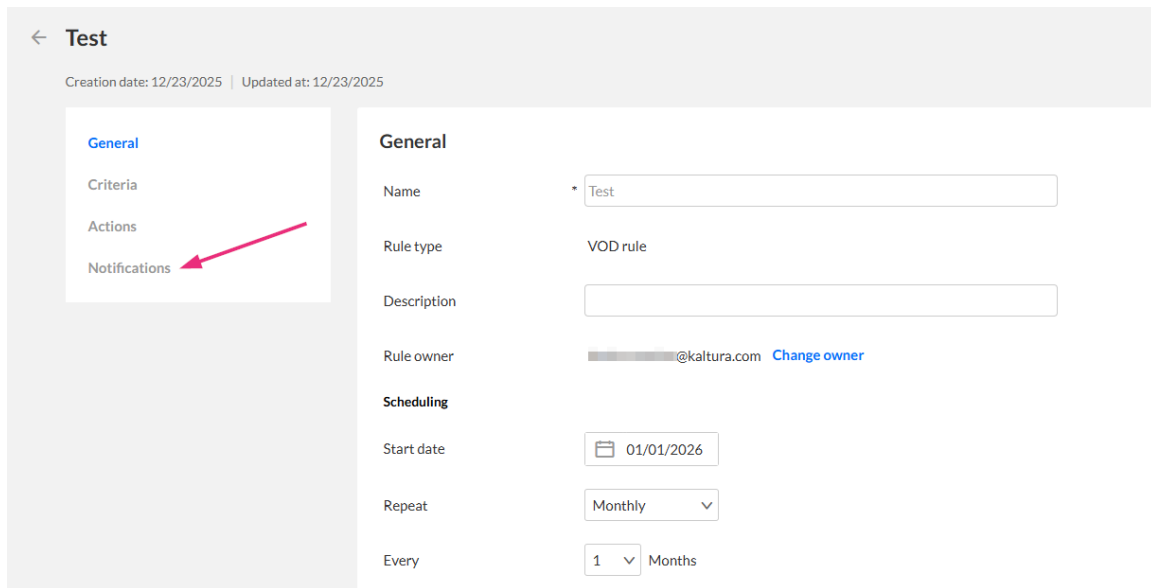 Test
Creation date: 12/23/2025 | Updated at: 12/23/2025
General
Criteria
Actions
Notifications
General
Name * Test
Rule type VOD rule
Description
Rule owner @kaltura.com Change owner
Scheduling
Start date 01/01/2026
Repeat Monthly
Every 1 Months